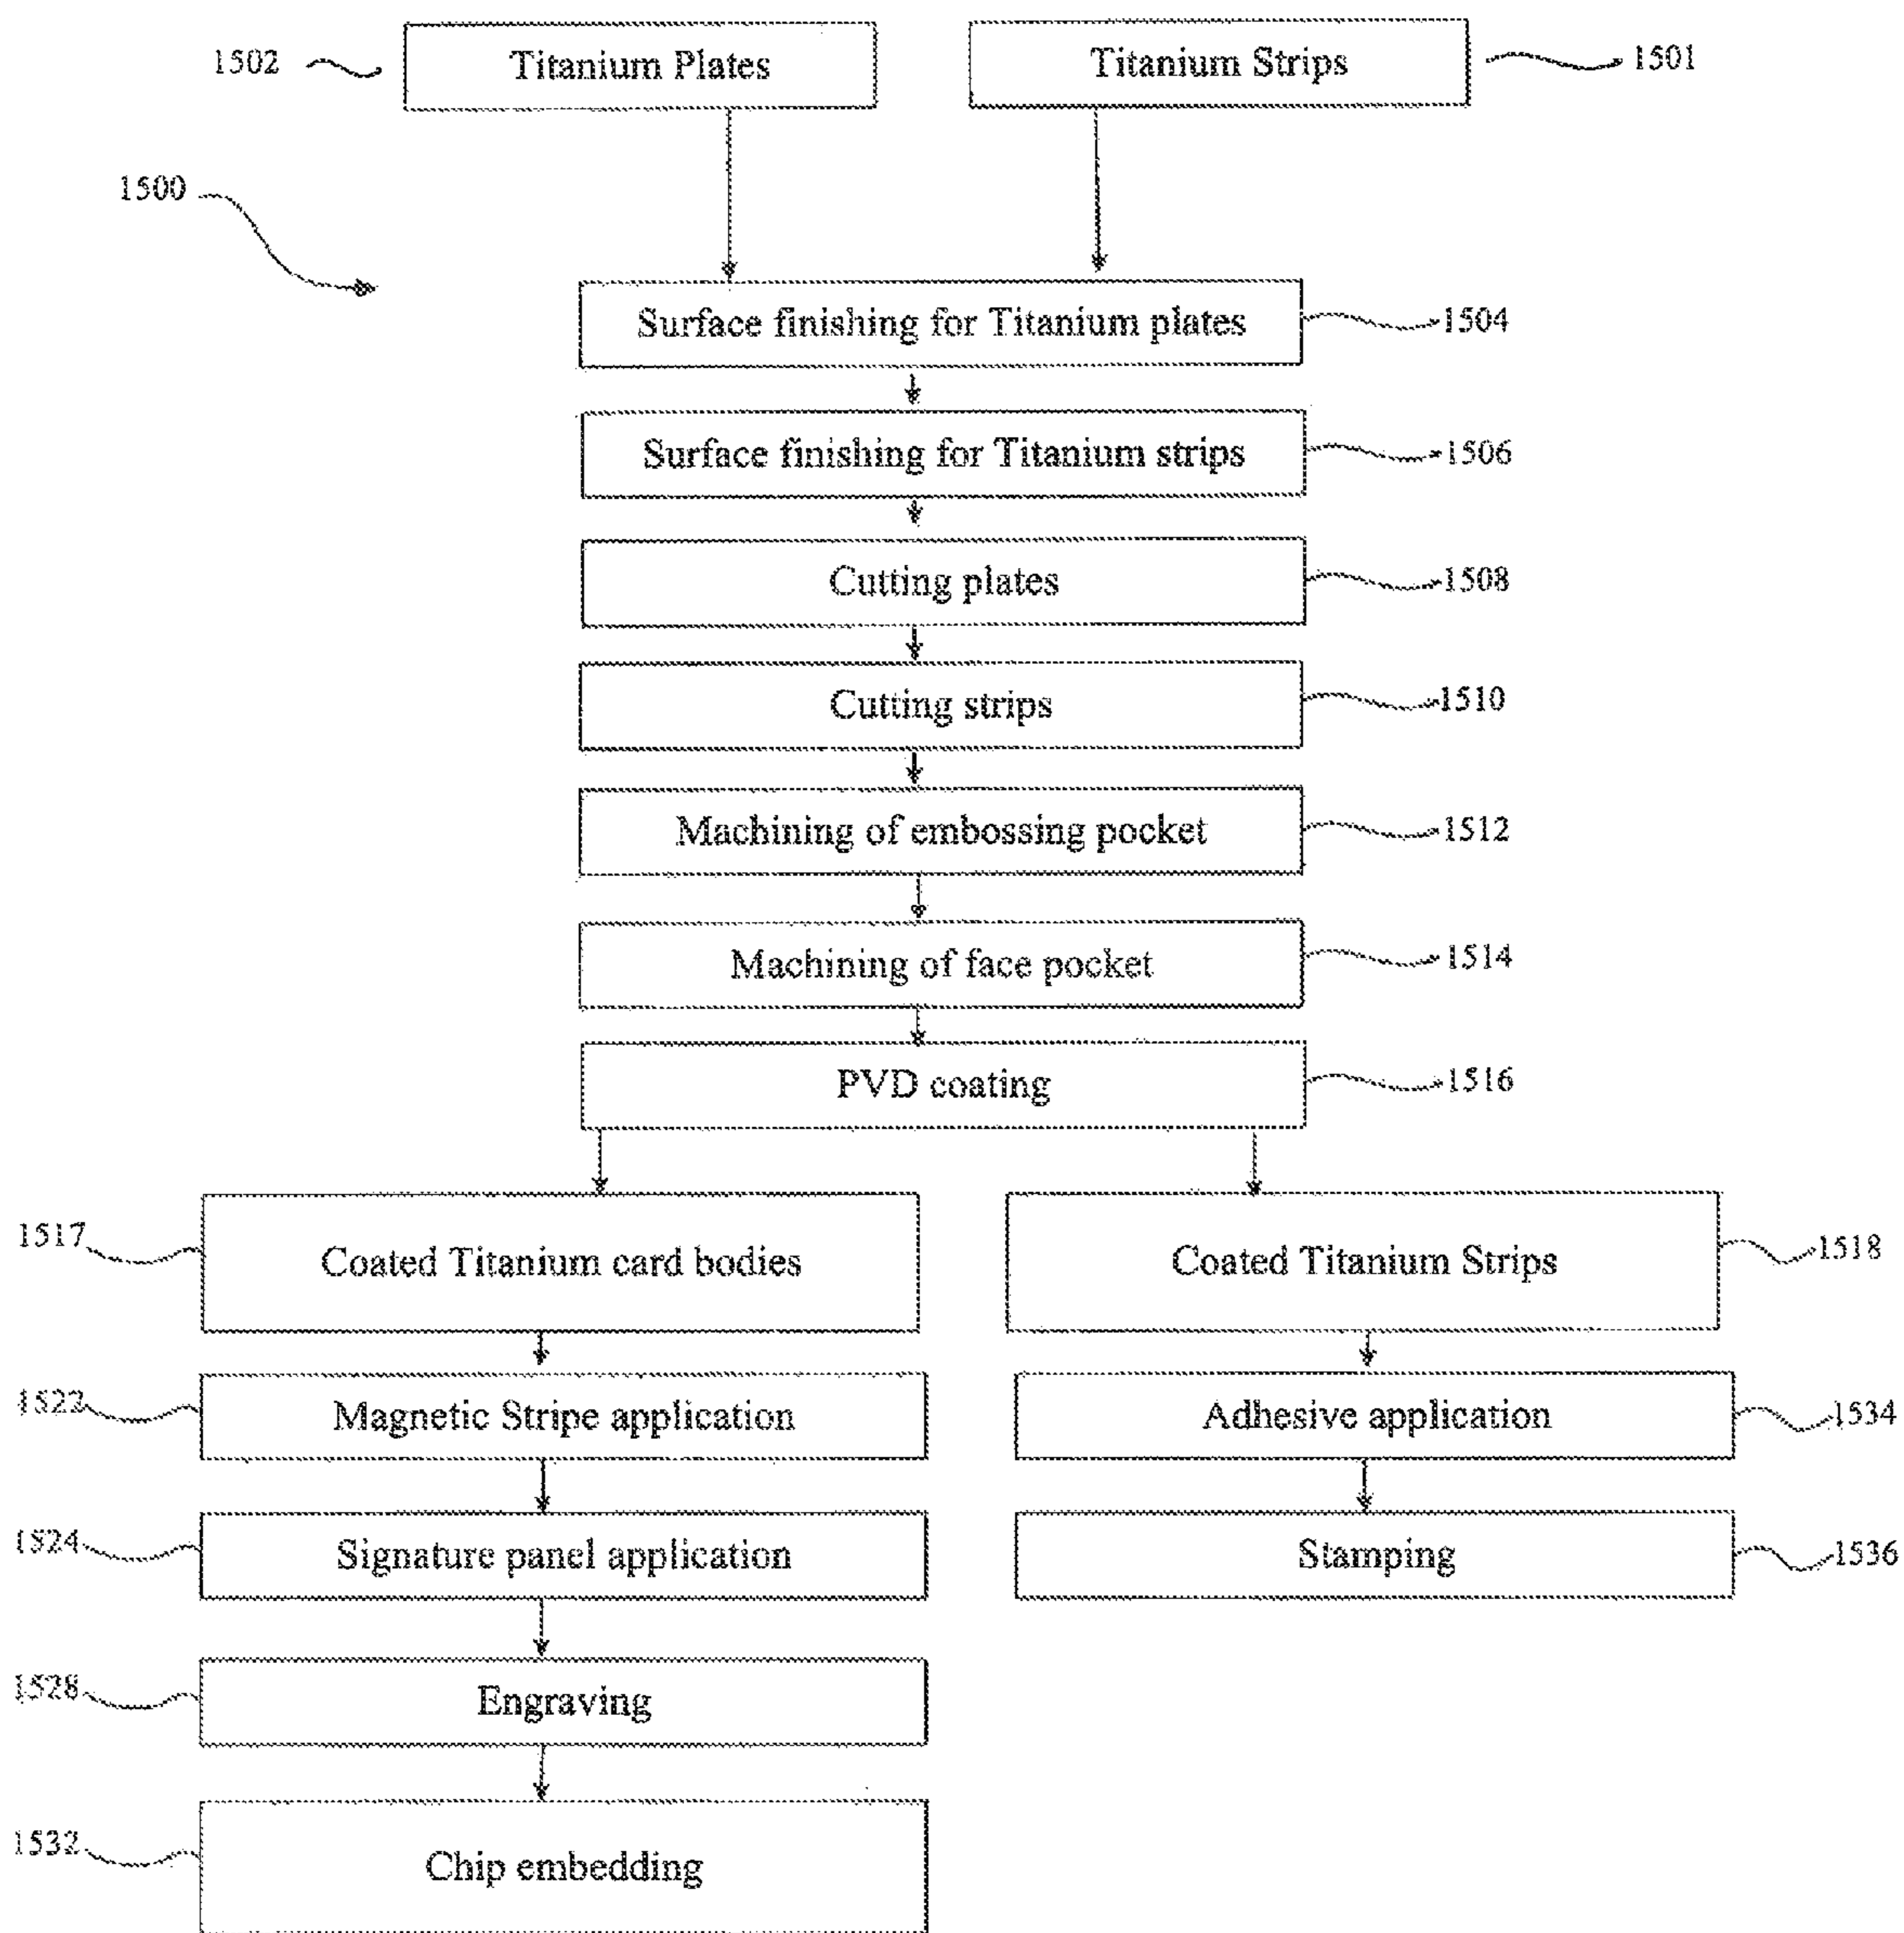 1502
Titanium Plates
Titanium Strips
1501
1500
Surface finishing for Titanium plates
1504
Surface finishing for Titanium strips
1506
Cutting plates
1508
Cutting strips
1510
Machining of embossing pocket
1512
Machining of face pocket
1514
PVD coating
1516
1517
Coated Titanium card bodies
Coated Titanium Strips
1518
1522
Magnetic Stripe application
Adhesive application
1534
1524
Signature panel application
Stamping
1536
1528
Engraving
1532
Chip embedding